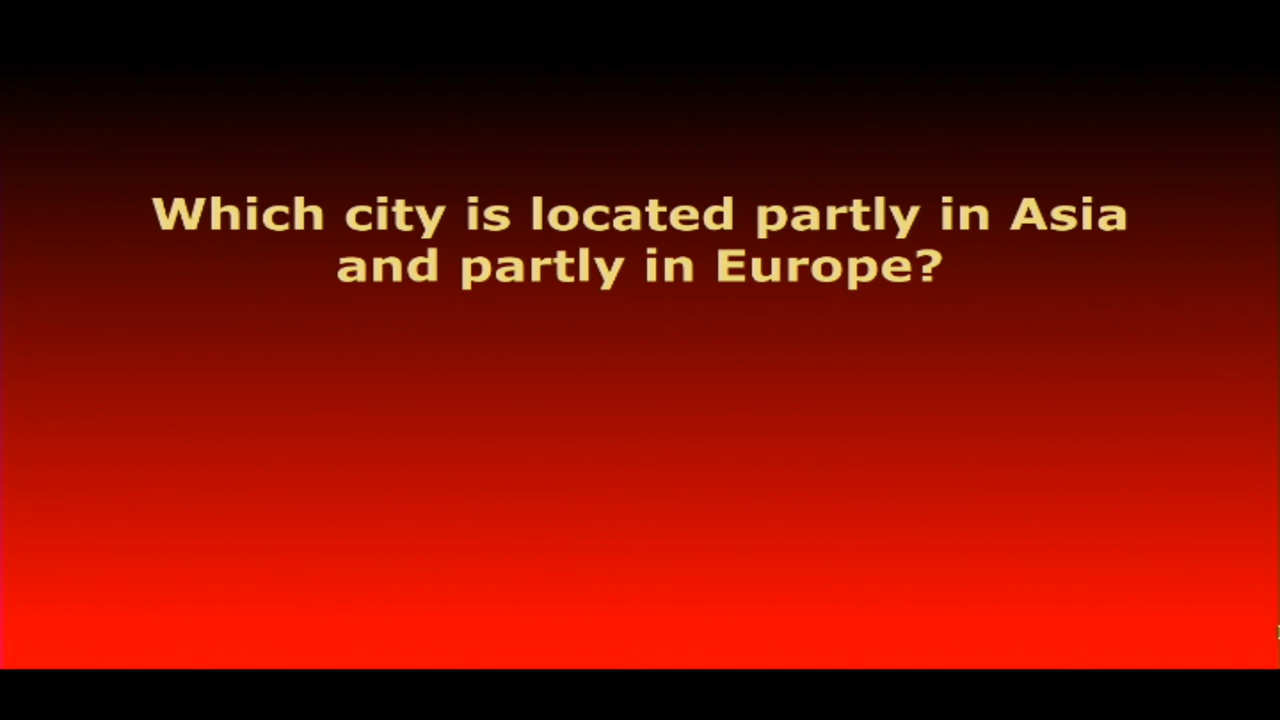 Which city is located partly in Asia
and partly in Europe?